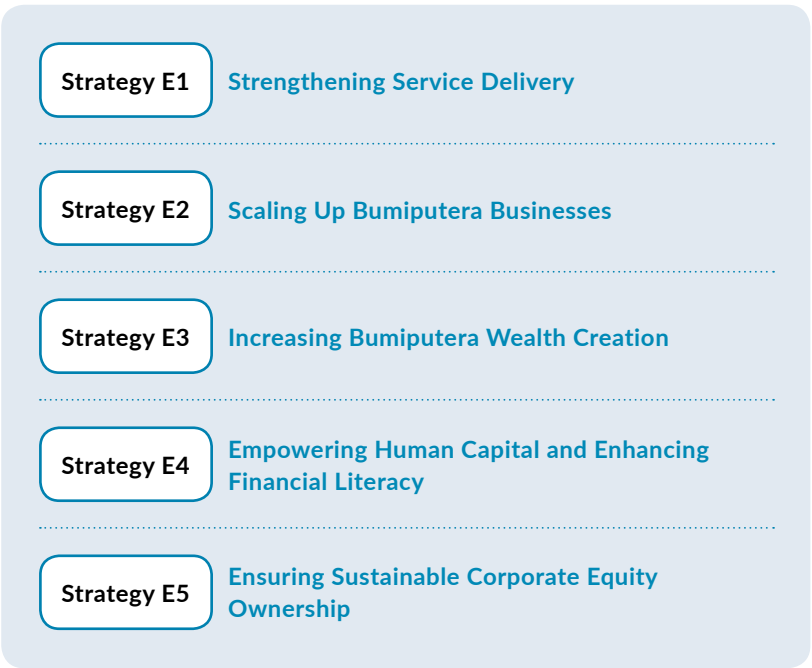 Strategy E1
Strengthening Service Delivery
Strategy E2
Scaling Up Bumiputera Businesses
Strategy E3
Increasing Bumiputera Wealth Creation
Strategy E4
Empowering Human Capital and Enhancing
Financial Literacy
Strategy E5
Ensuring Sustainable Corporate Equity
Ownership